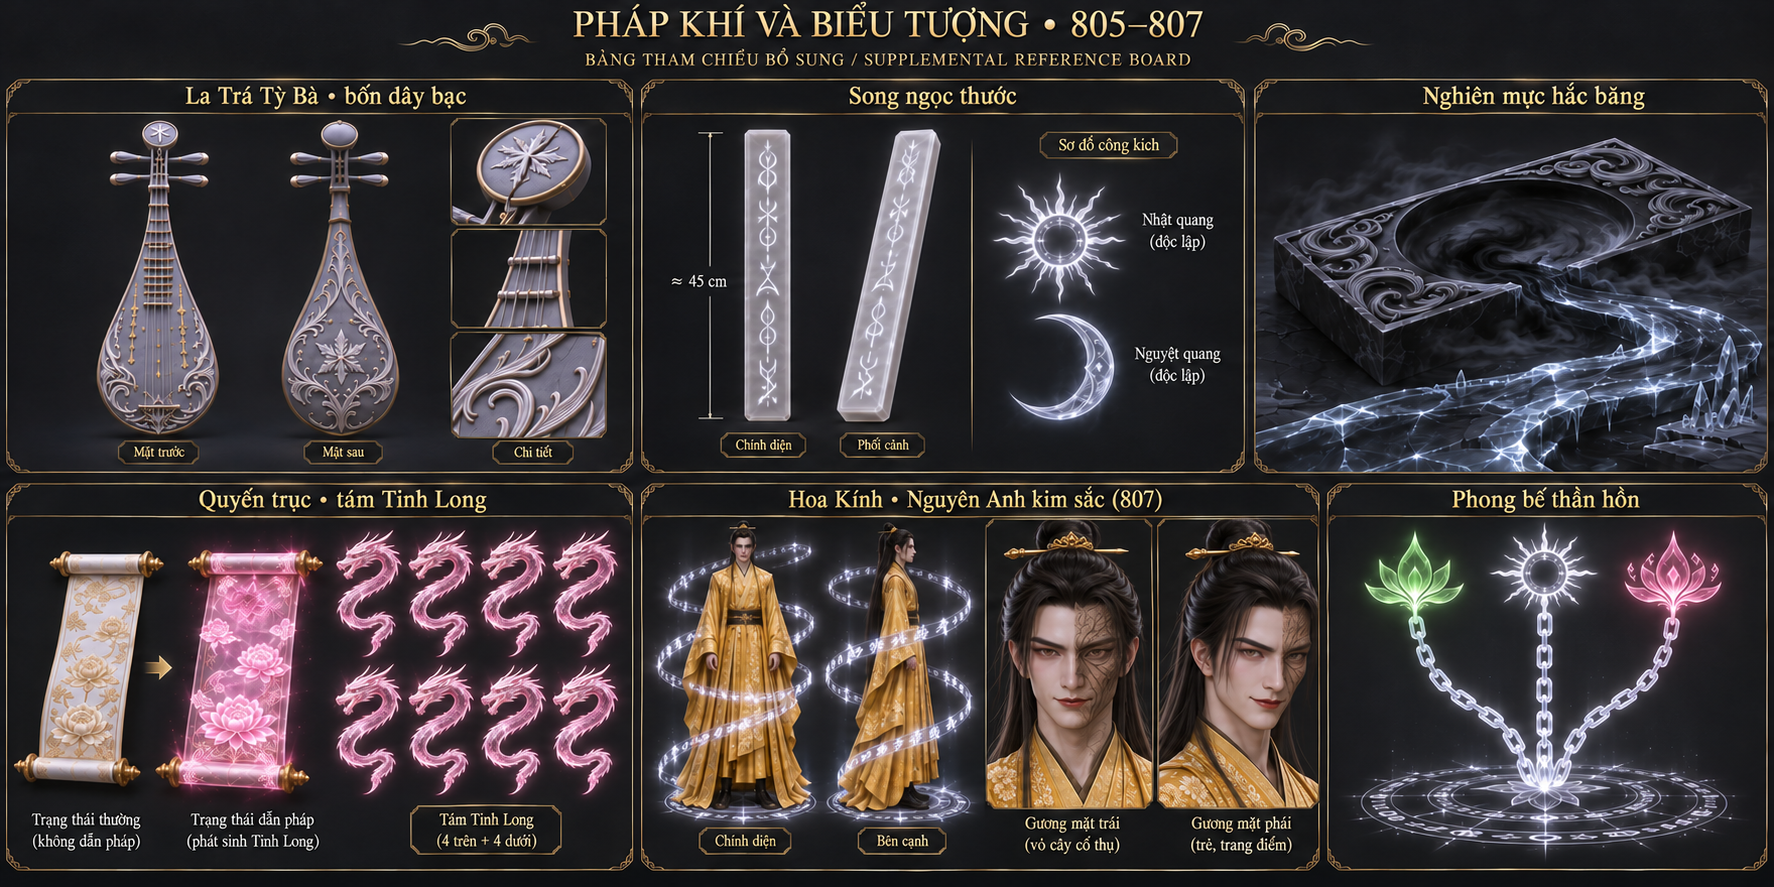 PHÁP KHÍ VÀ BIỂU TƯỢNG • 805–807
BẢNG THAM CHIẾU BỔ SUNG / SUPPLEMENTAL REFERENCE BOARD
La Trá Tỳ Bà • bốn dây bạc
Mặt trước
Mặt sau
Chi tiết
Song ngọc thước
≈ 45 cm
Chính diện
Phối cảnh
Sơ đồ công kich
Nhật quang
(độc lập)
Nguyệt quang
(độc lập)
Nghiên mực hắc băng
Quyến trục • tám Tinh Long
Trạng thái thường
(không dẫn pháp)
Trạng thái dẫn pháp
(phát sinh Tinh Long)
Tám Tinh Long
(4 trên + 4 dưới)
Hoa Kính • Nguyên Anh kim sắc (807)
Chính diện
Bên cạnh
Gương mặt trái
(vỏ cây cổ thụ)
Gương mặt phải
(trẻ, trang điểm)
Phong bế thần hồn